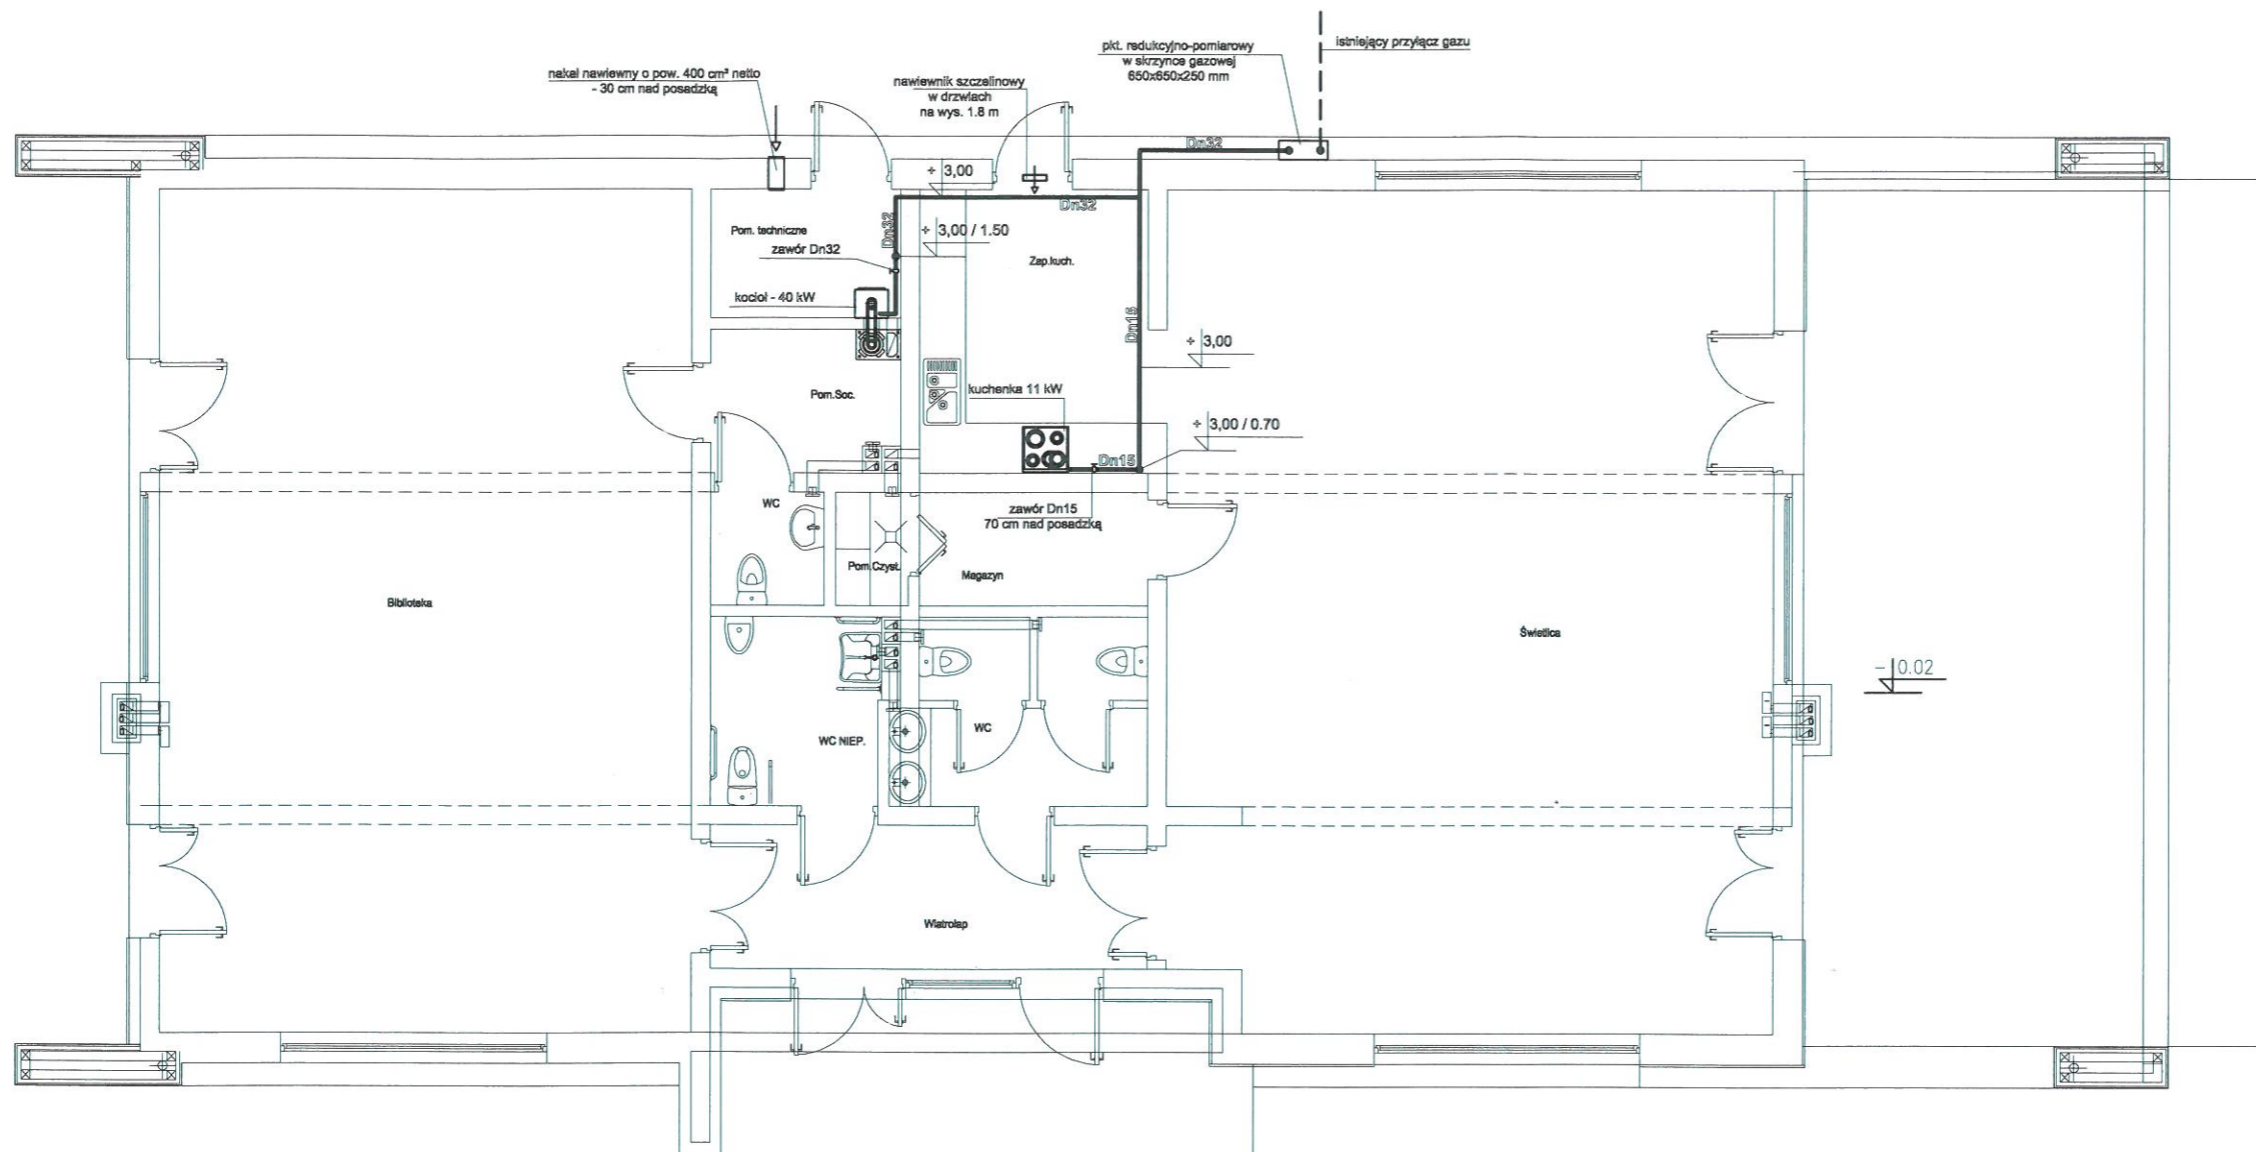 istniejący przyłącz gazu
pkt. redukcyjno-pomiarowy
w skrzynce gazowej
650x650x250 mm
nakal nawiewny o pow. 400 cm² netto
- 30 cm nad posadzką
nawiewnik szczelinowy
w drzwiach
na wys. 1.8 m
Dn32
+ 3,00
Dn32
Dn32
+ 3,00 / 1.50
Pom. techniczne
zawór Dn32
Zap.kuch.
kocioł - 40 kW
Dn15
+ 3,00
kuchenka 11 kW
Pom.Soc.
+ 3,00 / 0.70
Dn15
WC
zawór Dn15
70 cm nad posadzką
Pom.Czyst.
Magazyn
Biblioteka
Świetlica
- 0.02
WC
WC NIEP.
Wiatrołap